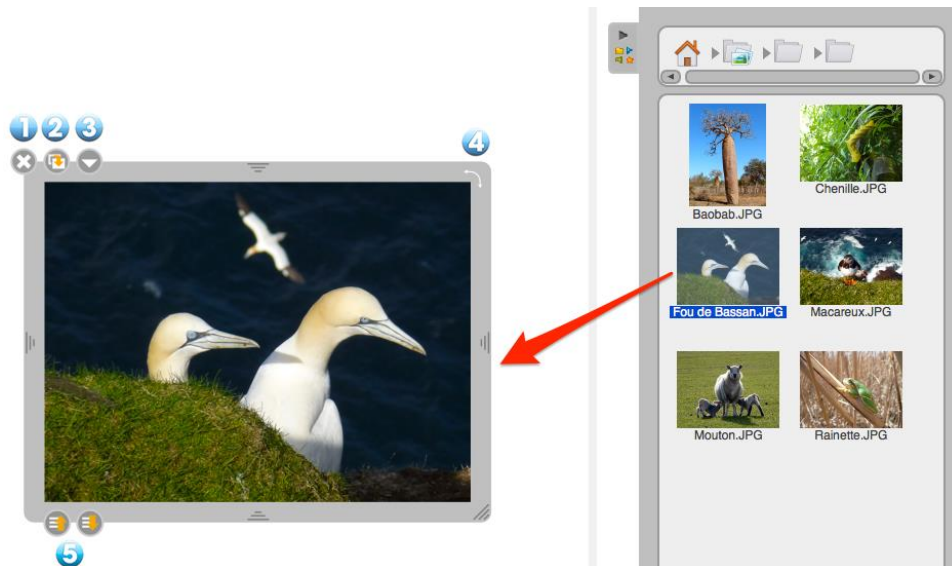 1 2 3 4
Baobab.JPG
Chenille.JPG
Fou de Bassan.JPG
Macareux.JPG
Mouton.JPG
Rainette.JPG
5